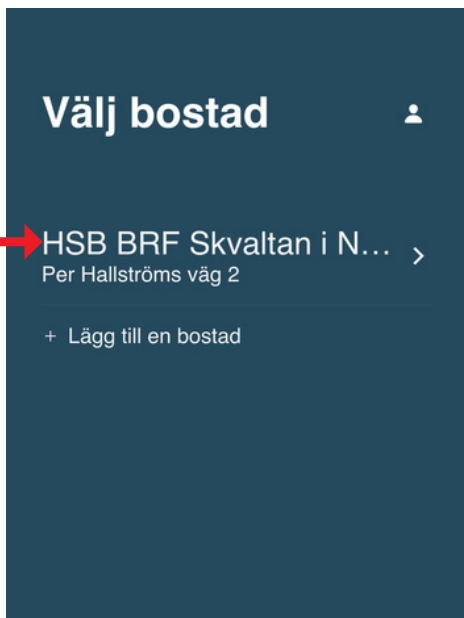 Välj bostad
HSB BRF Skvaltan i N...
Per Hallströms väg 2
+ Lägg till en bostad